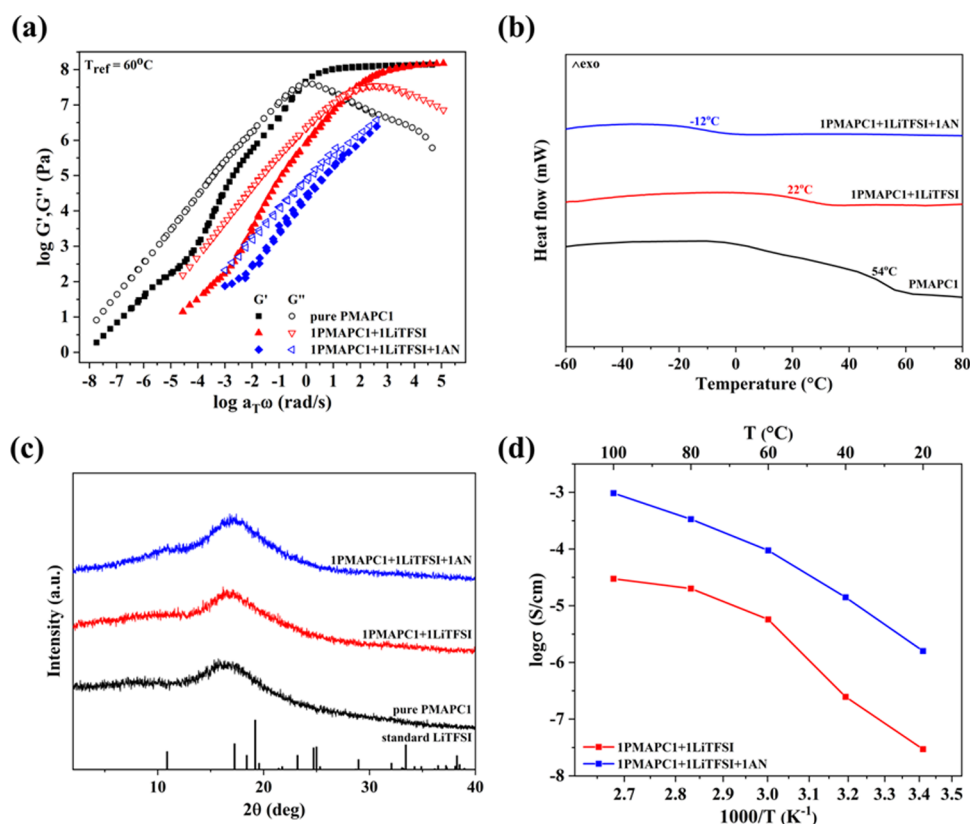 (a)
T_ref = 60°C
log G',G'' (Pa)
8
7
6
5
4
3
2
1
0
G' G''
pure PMAPC1
1PMAPC1+1LiTFSI
1PMAPC1+1LiTFSI+1AN
-8 -7 -6 -5 -4 -3 -2 -1 0 1 2 3 4 5
log a_Tω (rad/s)
(b)
^exo
Heat flow (mW)
-12°C
1PMAPC1+1LiTFSI+1AN
22°C
1PMAPC1+1LiTFSI
54°C
PMAPC1
-60 -40 -20 0 20 40 60 80
Temperature (°C)
(c)
Intensity (a.u.)
1PMAPC1+1LiTFSI+1AN
1PMAPC1+1LiTFSI
pure PMAPC1
standard LiTFSI
10 20 30 40
2θ (deg)
(d)
T (°C)
100 80 60 40 20
logσ (S/cm)
-3
-4
-5
-6
-7
-8
1PMAPC1+1LiTFSI
1PMAPC1+1LiTFSI+1AN
2.7 2.8 2.9 3.0 3.1 3.2 3.3 3.4 3.5
1000/T (K⁻¹)